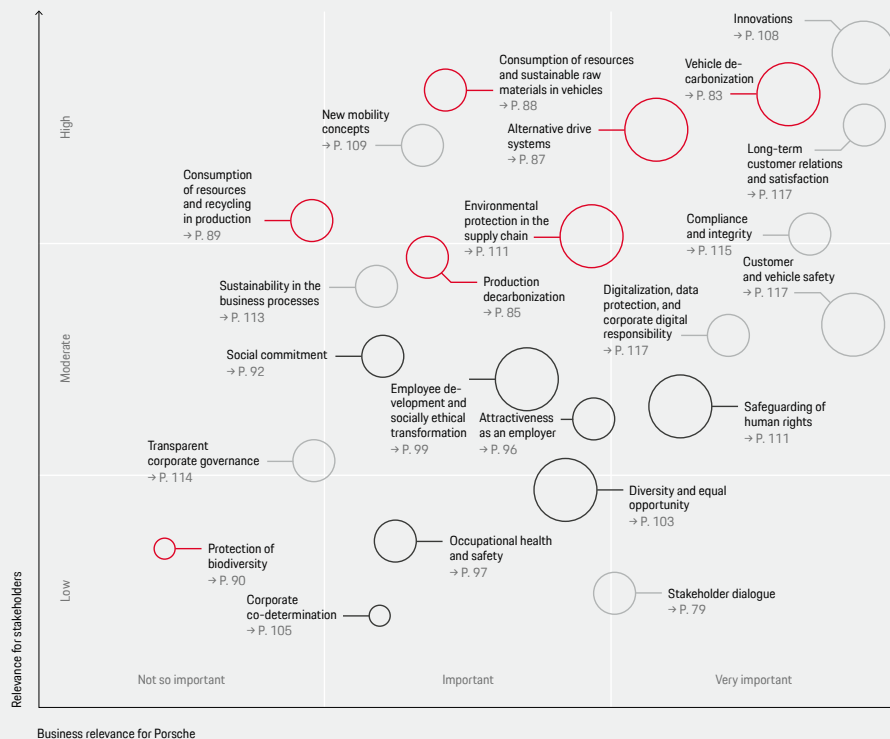 Innovations
→ P. 108
Consumption of resources
and sustainable raw
materials in vehicles
→ P. 88
Vehicle de-
carbonization
→ P. 83
New mobility
concepts
→ P. 109
Alternative drive
systems
→ P. 87
High
Long-term
customer relations
and satisfaction
→ P. 117
Consumption
of resources
and recycling
in production
→ P. 89
Environmental
protection in the
supply chain
→ P. 111
Compliance
and integrity
→ P. 115
Customer
and vehicle safety
→ P. 117
Sustainability in the
business processes
→ P. 113
Production
decarbonization
→ P. 85
Digitalization, data
protection, and
corporate digital
responsibility
→ P. 117
Moderate
Social commitment
→ P. 92
Employee de-
velopment and
socially ethical
transformation
→ P. 99
Attractiveness
as an employer
→ P. 96
Safeguarding of
human rights
→ P. 111
Transparent
corporate governance
→ P. 114
Diversity and equal
opportunity
→ P. 103
Protection of
biodiversity
→ P. 90
Occupational health
and safety
→ P. 97
Low
Corporate
co-determination
→ P. 105
Stakeholder dialogue
→ P. 79
Relevance for stakeholders
Not so important
Important
Very important
Business relevance for Porsche